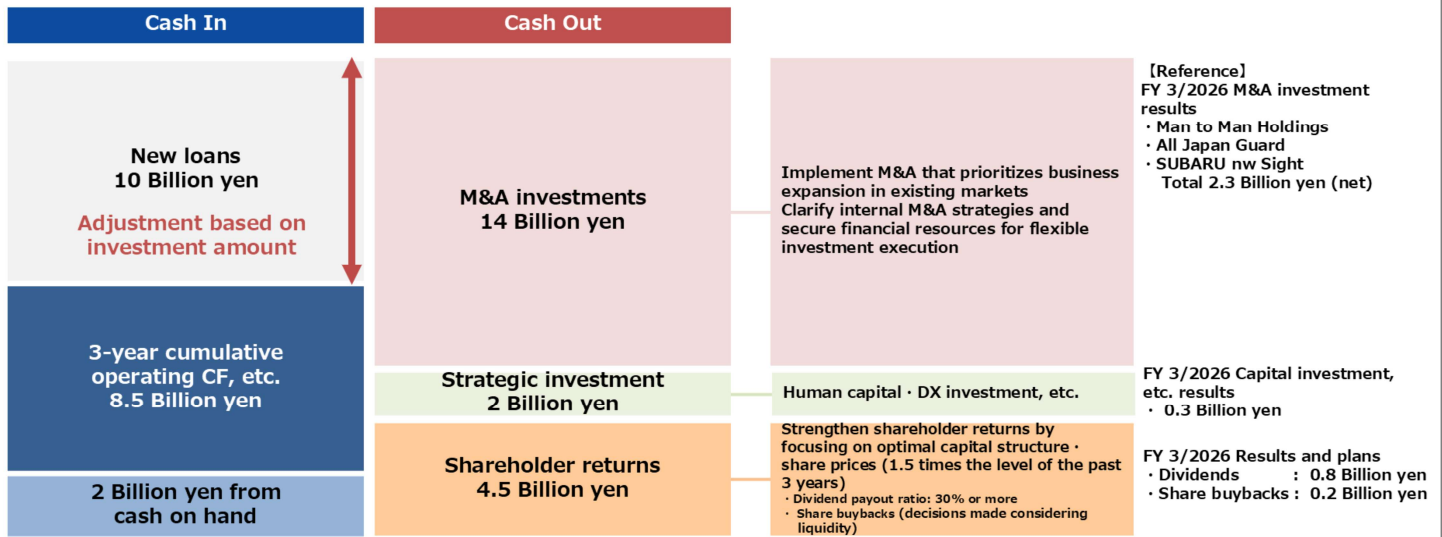 Cash In
Cash Out
New loans
10 Billion yen
Adjustment based on
investment amount
3-year cumulative
operating CF, etc.
8.5 Billion yen
2 Billion yen from
cash on hand
M&A investments
14 Billion yen
Strategic investment
2 Billion yen
Shareholder returns
4.5 Billion yen
Implement M&A that prioritizes business
expansion in existing markets
Clarify internal M&A strategies and
secure financial resources for flexible
investment execution
Human capital・DX investment, etc.
Strengthen shareholder returns by
focusing on optimal capital structure・
share prices (1.5 times the level of the past
3 years)
・Dividend payout ratio: 30% or more
・ Share buybacks (decisions made considering
liquidity)
【Reference】
FY 3/2026 M&A investment
results
・Man to Man Holdings
・All Japan Guard
・SUBARU nw Sight
Total 2.3 Billion yen (net)
FY 3/2026 Capital investment,
etc. results
・ 0.3 Billion yen
FY 3/2026 Results and plans
・Dividends : 0.8 Billion yen
・Share buybacks : 0.2 Billion yen